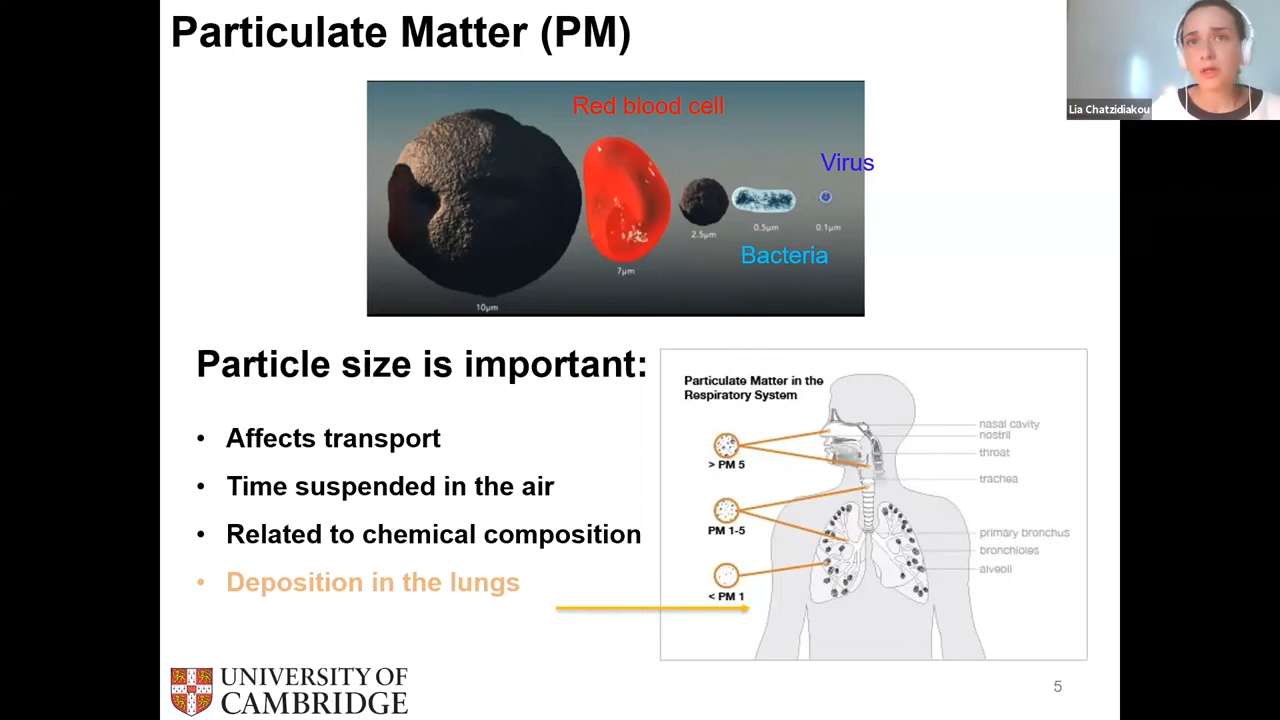 Particulate Matter (PM)
Lia Chatzidiakou
Red blood cell
Virus
Bacteria
10µm
7µm
2.5µm
0.5µm
0.1µm
Particle size is important:
• Affects transport
• Time suspended in the air
• Related to chemical composition
• Deposition in the lungs
Particulate Matter in the
Respiratory System
> PM 5
PM 1-5
< PM 1
nasal cavity
nostril
throat
trachea
primary bronchus
bronchioles
alveoli
UNIVERSITY OF
CAMBRIDGE
5